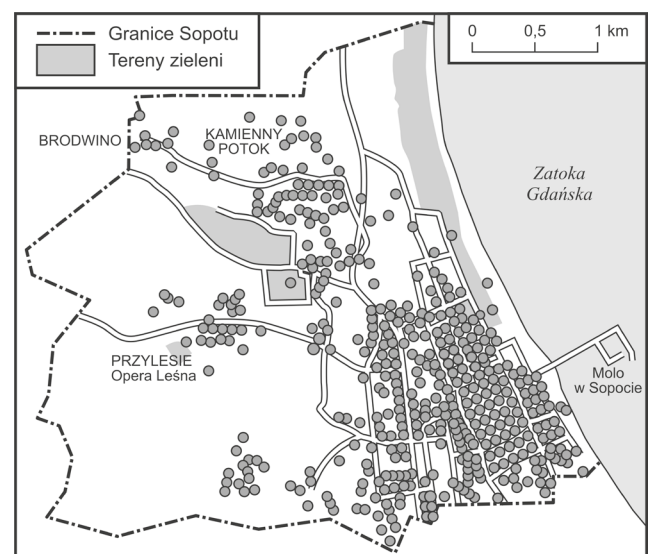 Granice Sopotu
Tereny zieleni
0 0,5 1 km
BRODWINO
KAMIENNY
POTOK
Zatoka
Gdańska
PRZYLESIE
Opera Leśna
Molo
w Sopocie